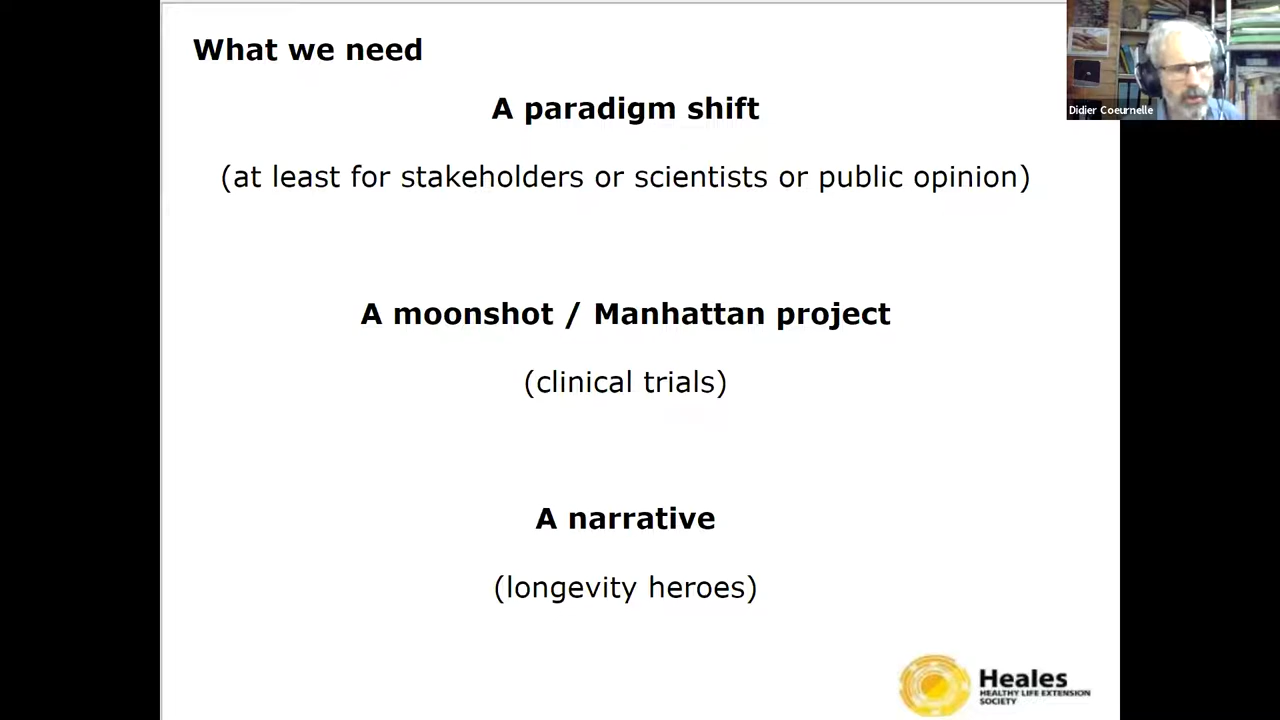 What we need
Didier Coeurnelle
A paradigm shift
(at least for stakeholders or scientists or public opinion)
A moonshot / Manhattan project
(clinical trials)
A narrative
(longevity heroes)
Heales
HEALTHY LIFE EXTENSION
SOCIETY